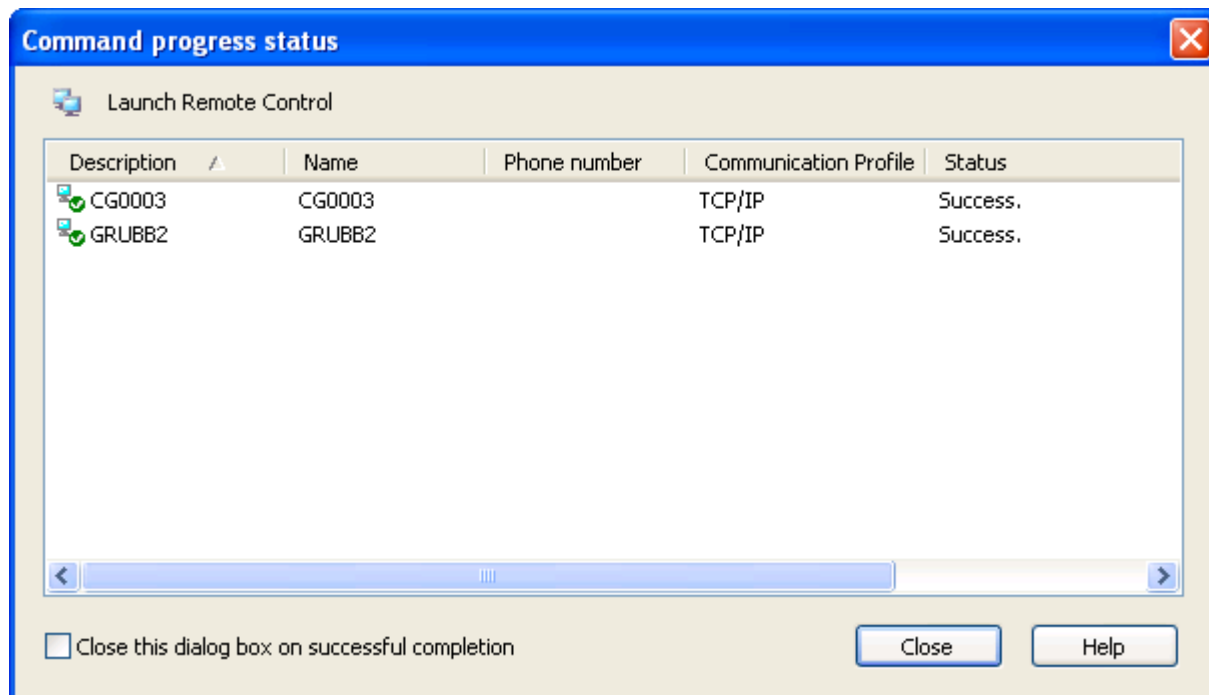 Command progress status
Launch Remote Control
Description Name Phone number Communication Profile Status
CG0003 CG0003 TCP/IP Success.
GRUBB2 GRUBB2 TCP/IP Success.
Close this dialog box on successful completion Close Help